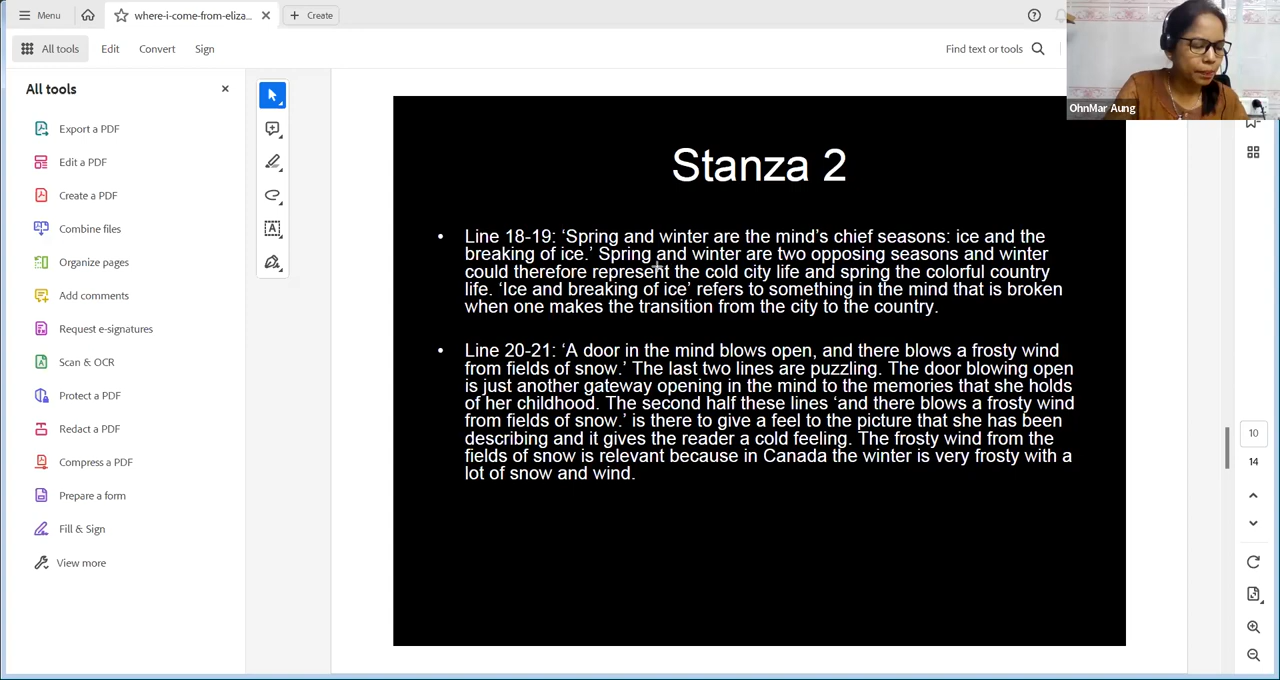 Menu
where-i-come-from-eliza...
Create
All tools
Edit
Convert
Sign
Find text or tools
OhnMar Aung
All tools
Export a PDF
Edit a PDF
Create a PDF
Combine files
Organize pages
Add comments
Request e-signatures
Scan & OCR
Protect a PDF
Redact a PDF
Compress a PDF
Prepare a form
Fill & Sign
View more
Stanza 2
• Line 18-19: ‘Spring and winter are the mind’s chief seasons: ice and the
breaking of ice.’ Spring and winter are two opposing seasons and winter
could therefore represent the cold city life and spring the colorful country
life. ‘Ice and breaking of ice’ refers to something in the mind that is broken
when one makes the transition from the city to the country.
• Line 20-21: ‘A door in the mind blows open, and there blows a frosty wind
from fields of snow.’ The last two lines are puzzling. The door blowing open
is just another gateway opening in the mind to the memories that she holds
of her childhood. The second half these lines ‘and there blows a frosty wind
from fields of snow.’ is there to give a feel to the picture that she has been
describing and it gives the reader a cold feeling. The frosty wind from the
fields of snow is relevant because in Canada the winter is very frosty with a
lot of snow and wind.
10
14